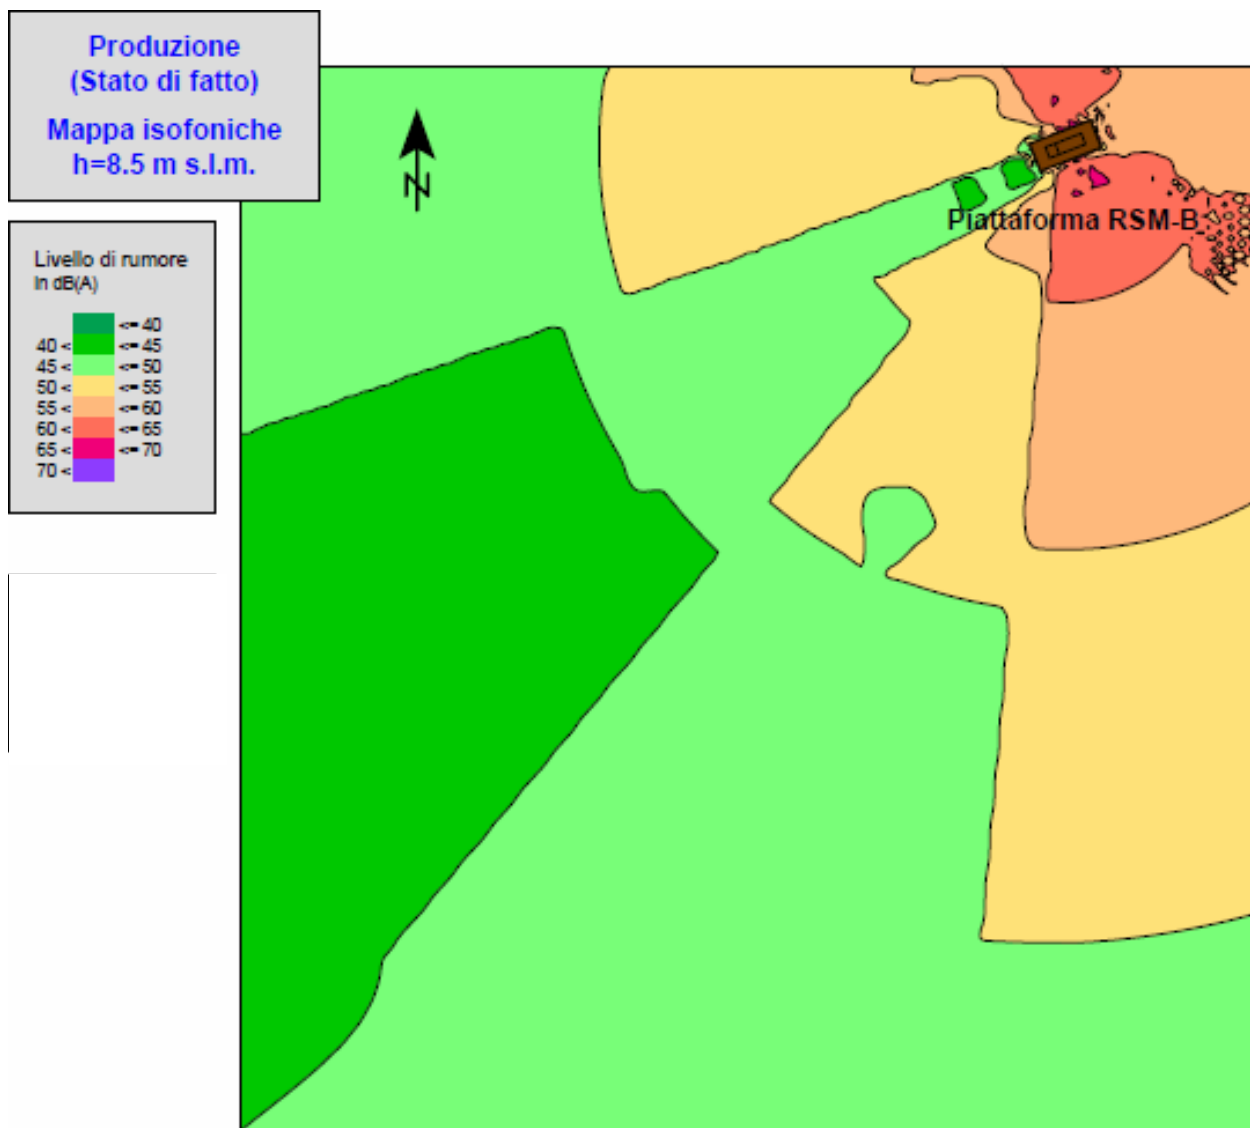 Produzione
(Stato di fatto)
Mappa isofoniche
h=8.5 m s.l.m.
N
Piattaforma RSM-B
Livello di rumore
In dB(A)
<= 40
40 < <= 45
45 < <= 50
50 < <= 55
55 < <= 60
60 < <= 65
65 < <= 70
70 <